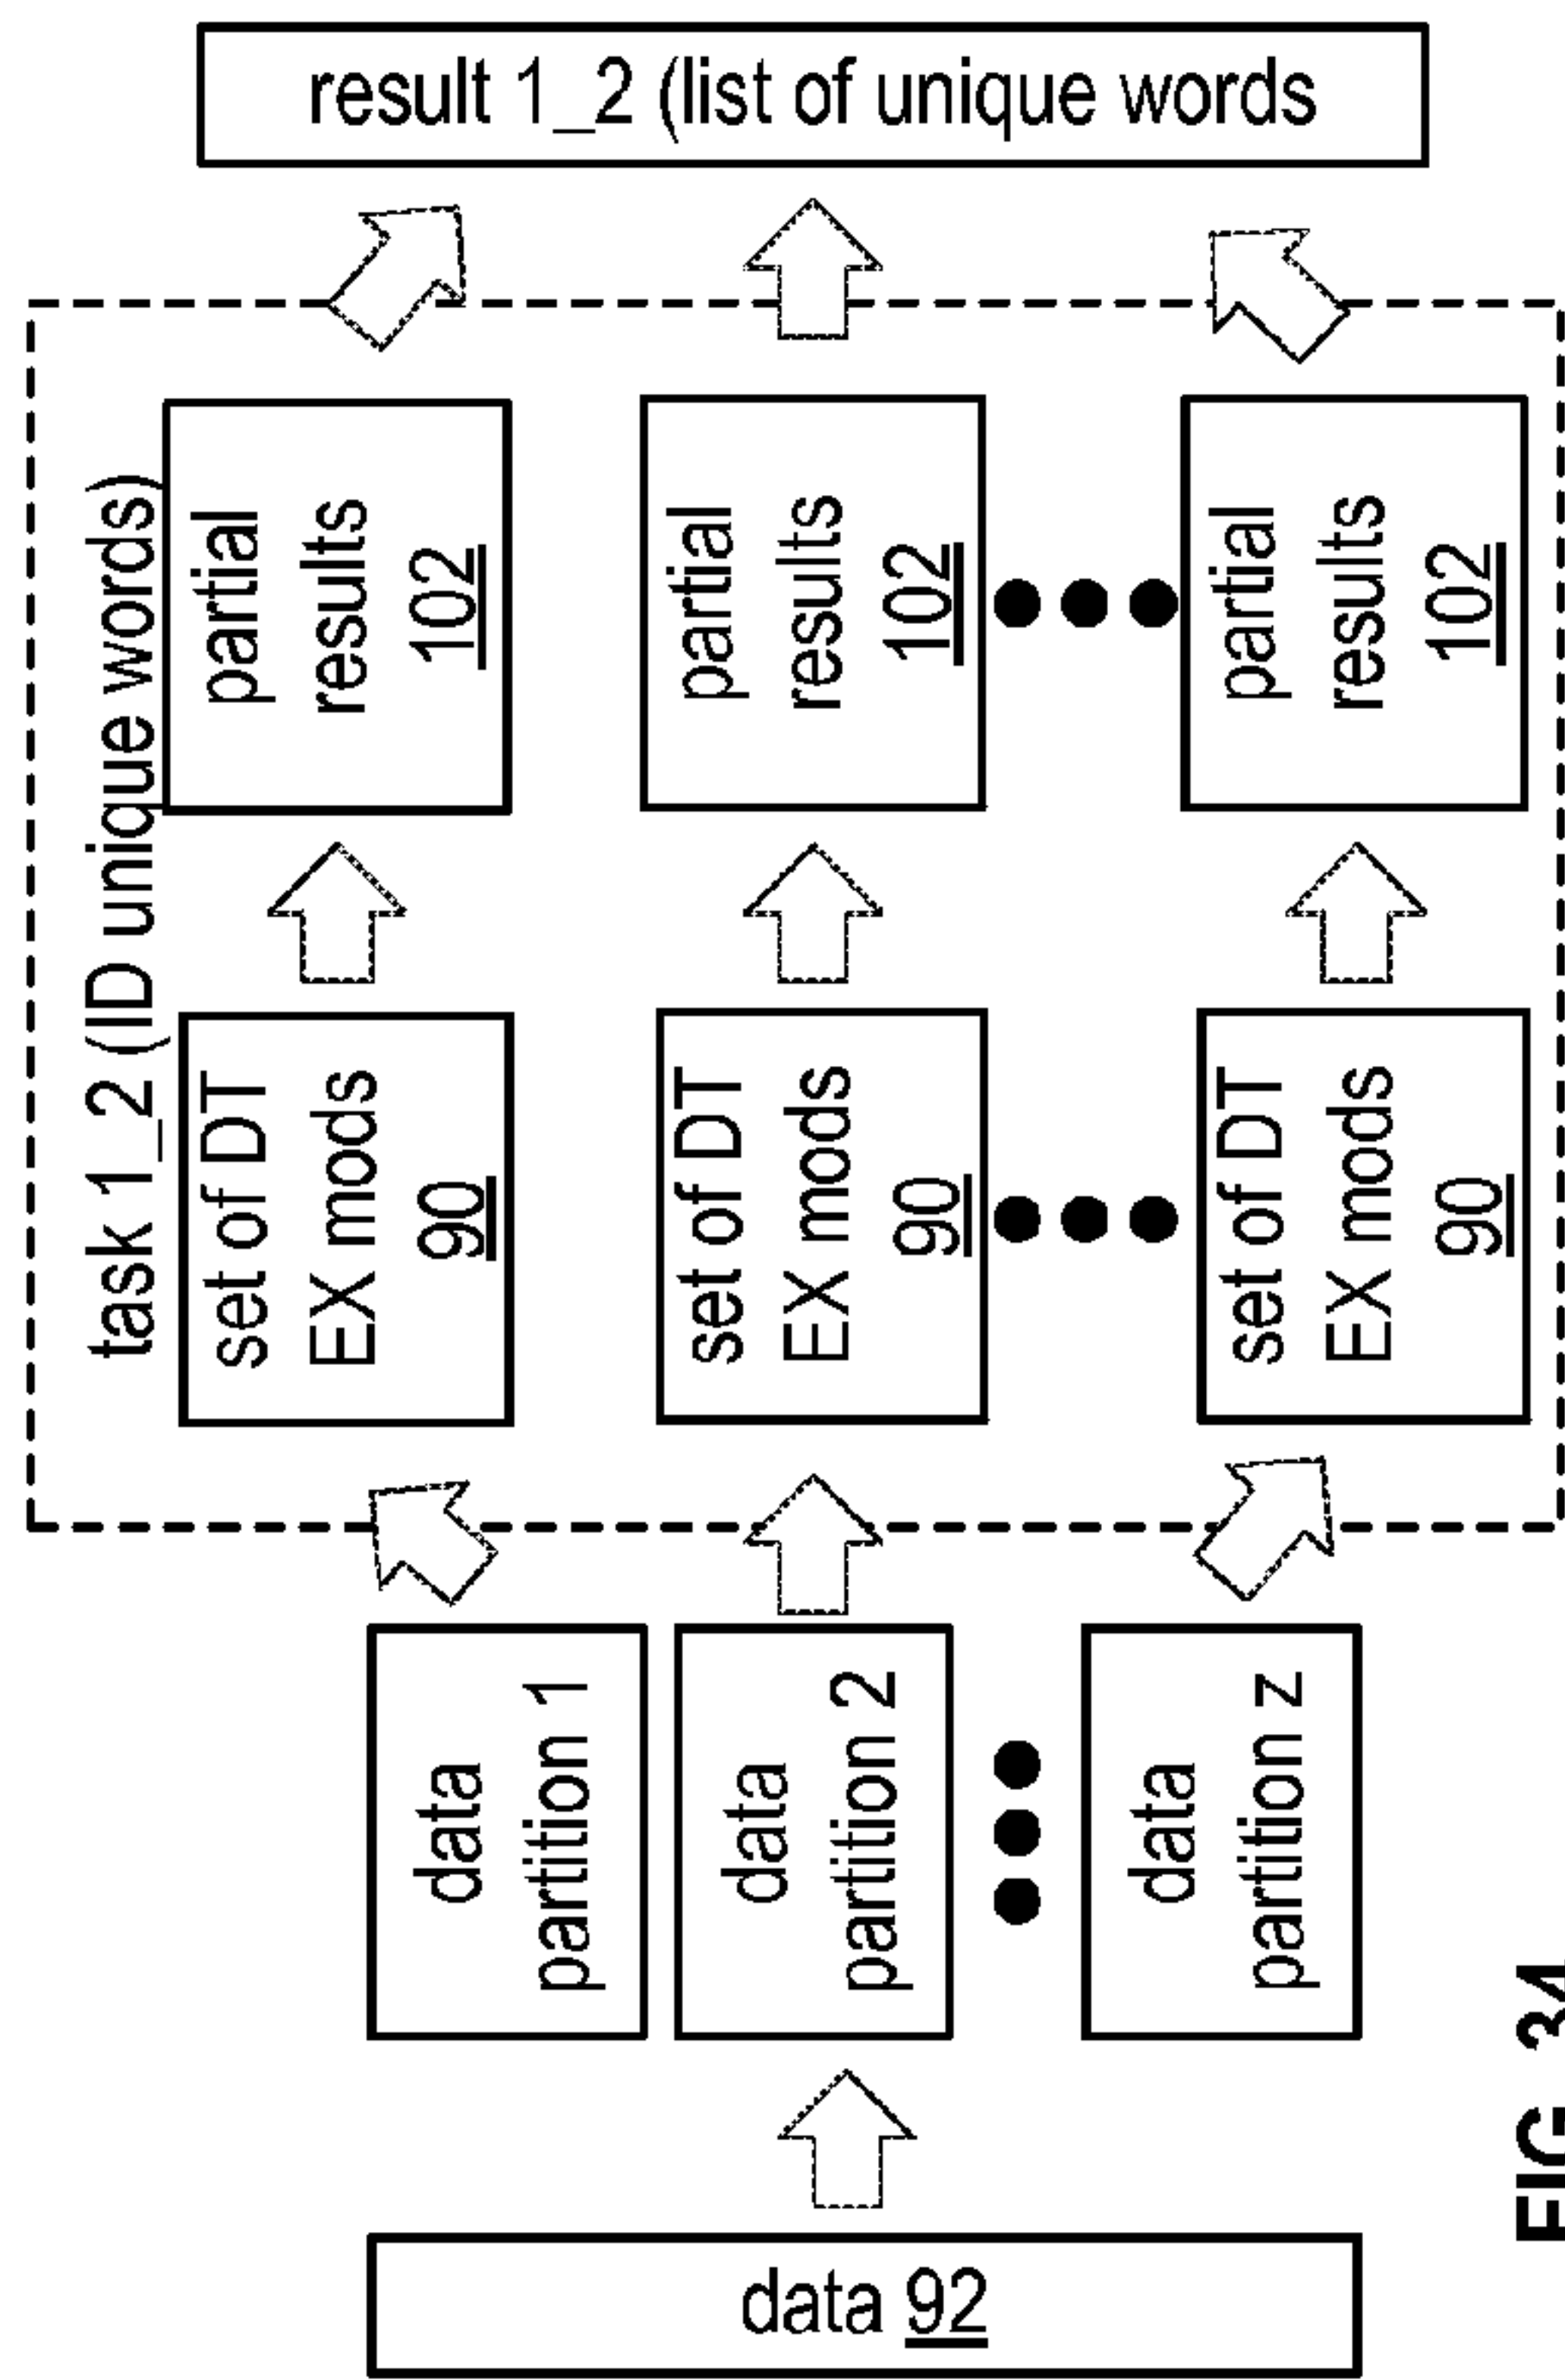 result 1_2 (list of unique words
task 1_2 (ID unique words)
partial
results
102
partial
results
102
partial
results
102
set of DT
EX mods
90
set of DT
EX mods
90
set of DT
EX mods
90
data
partition 1
data
partition 2
data
partition z
data 92
FIG. 34